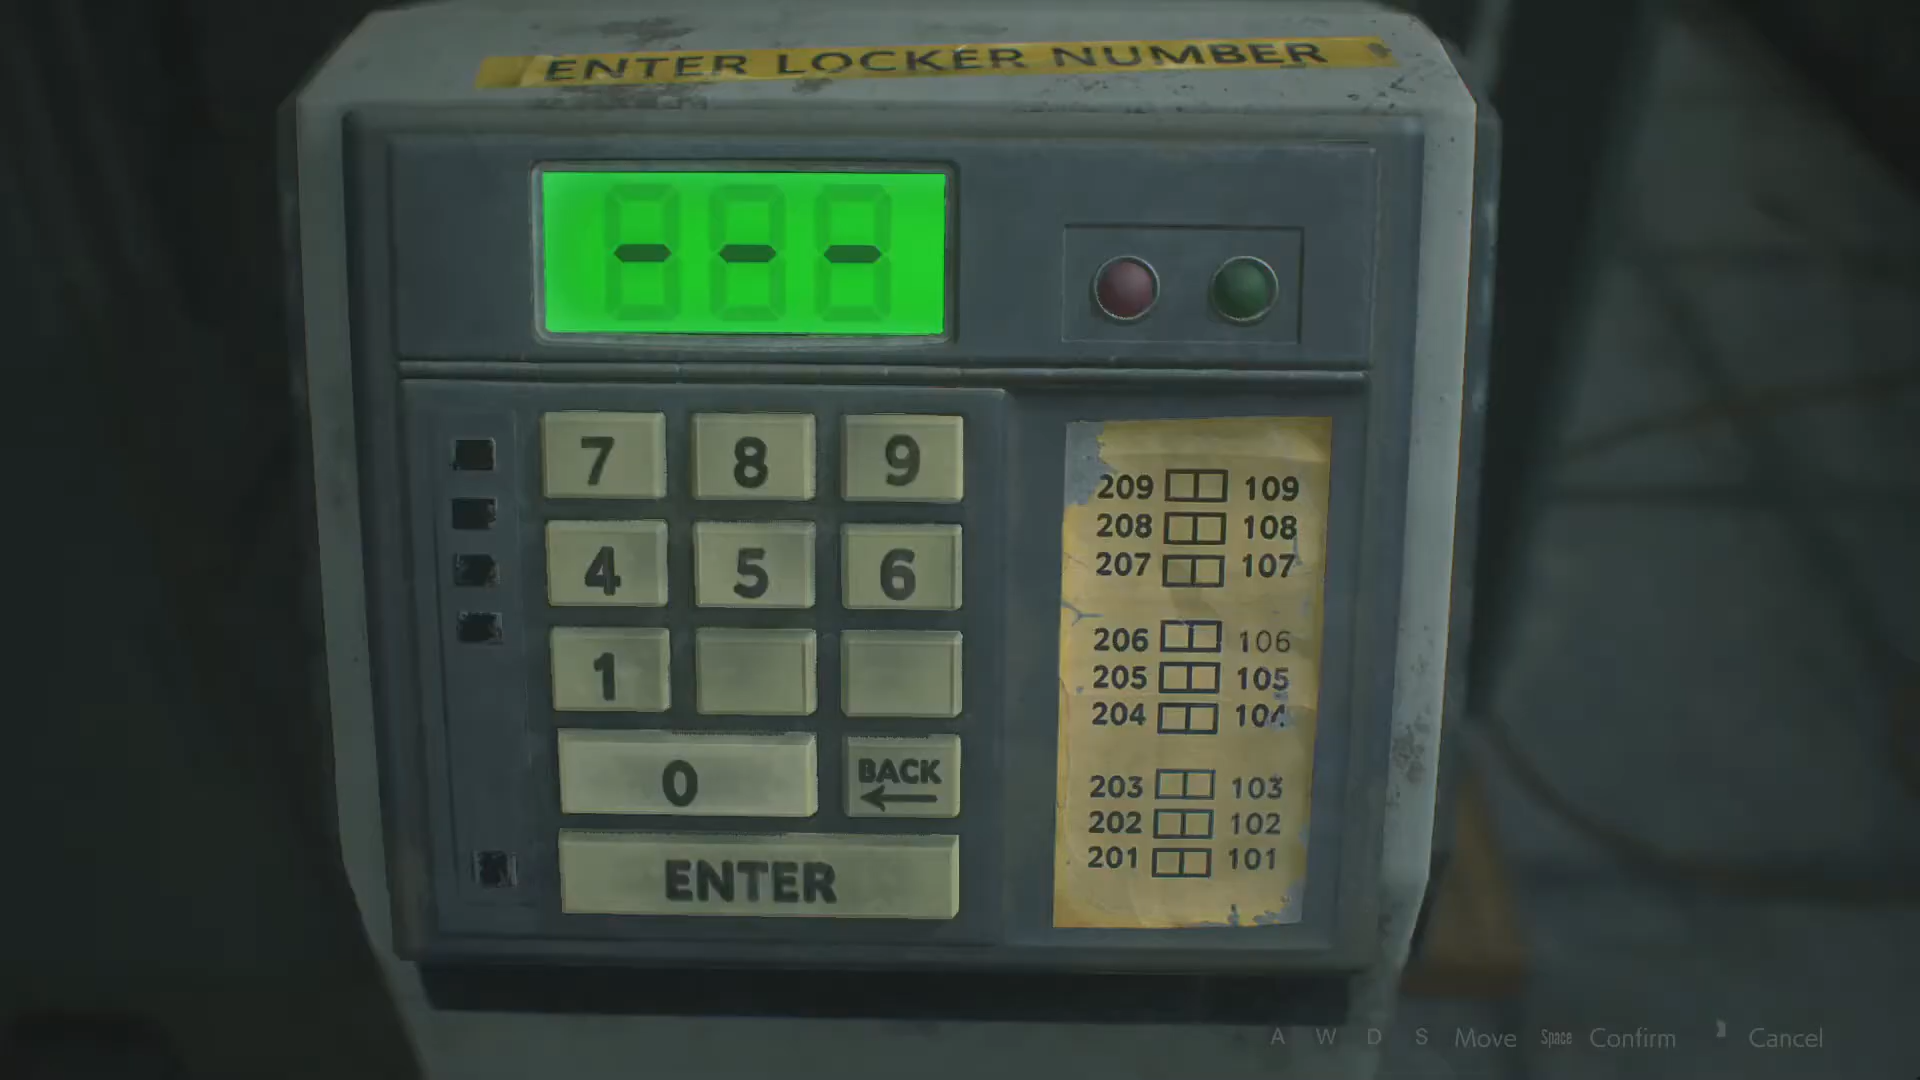 ENTER LOCKER NUMBER
7 8 9
4 5 6
1
0 BACK
ENTER
209 109
208 108
207 107
206 106
205 105
204 104
203 103
202 102
201 101
A W D S Move Space Confirm Cancel